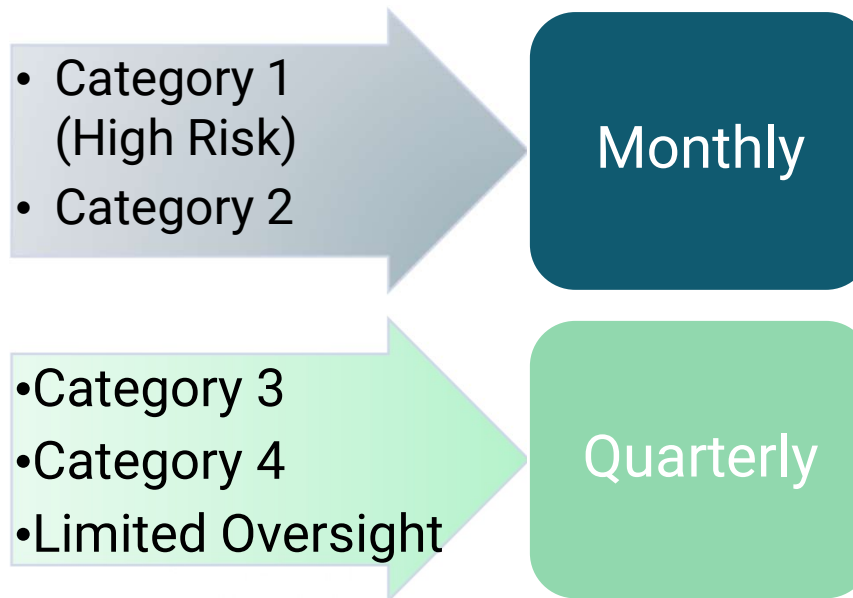 • Category 1
(High Risk)
• Category 2
Monthly
•Category 3
•Category 4
•Limited Oversight
Quarterly